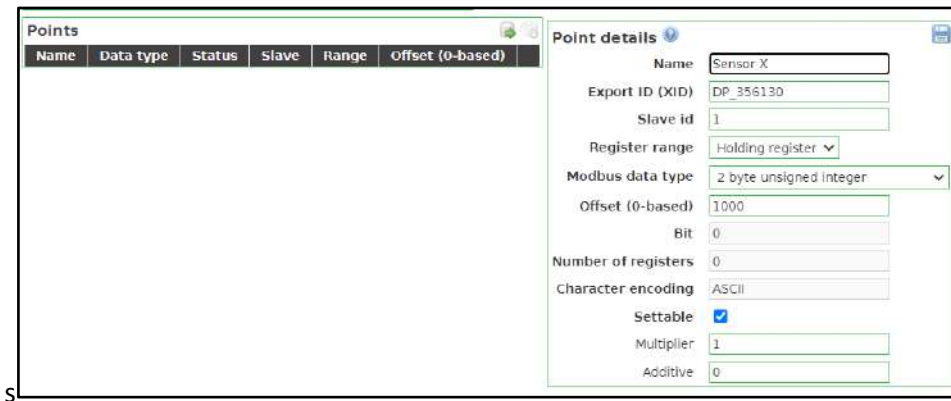 Points
Name Data type Status Slave Range Offset (0-based)
Point details
Name Sensor X
Export ID (XID) DP_356130
Slave id 1
Register range Holding register
Modbus data type 2 byte unsigned integer
Offset (0-based) 1000
Bit 0
Number of registers 0
Character encoding ASCII
Settable
Multiplier 1
Additive 0
s